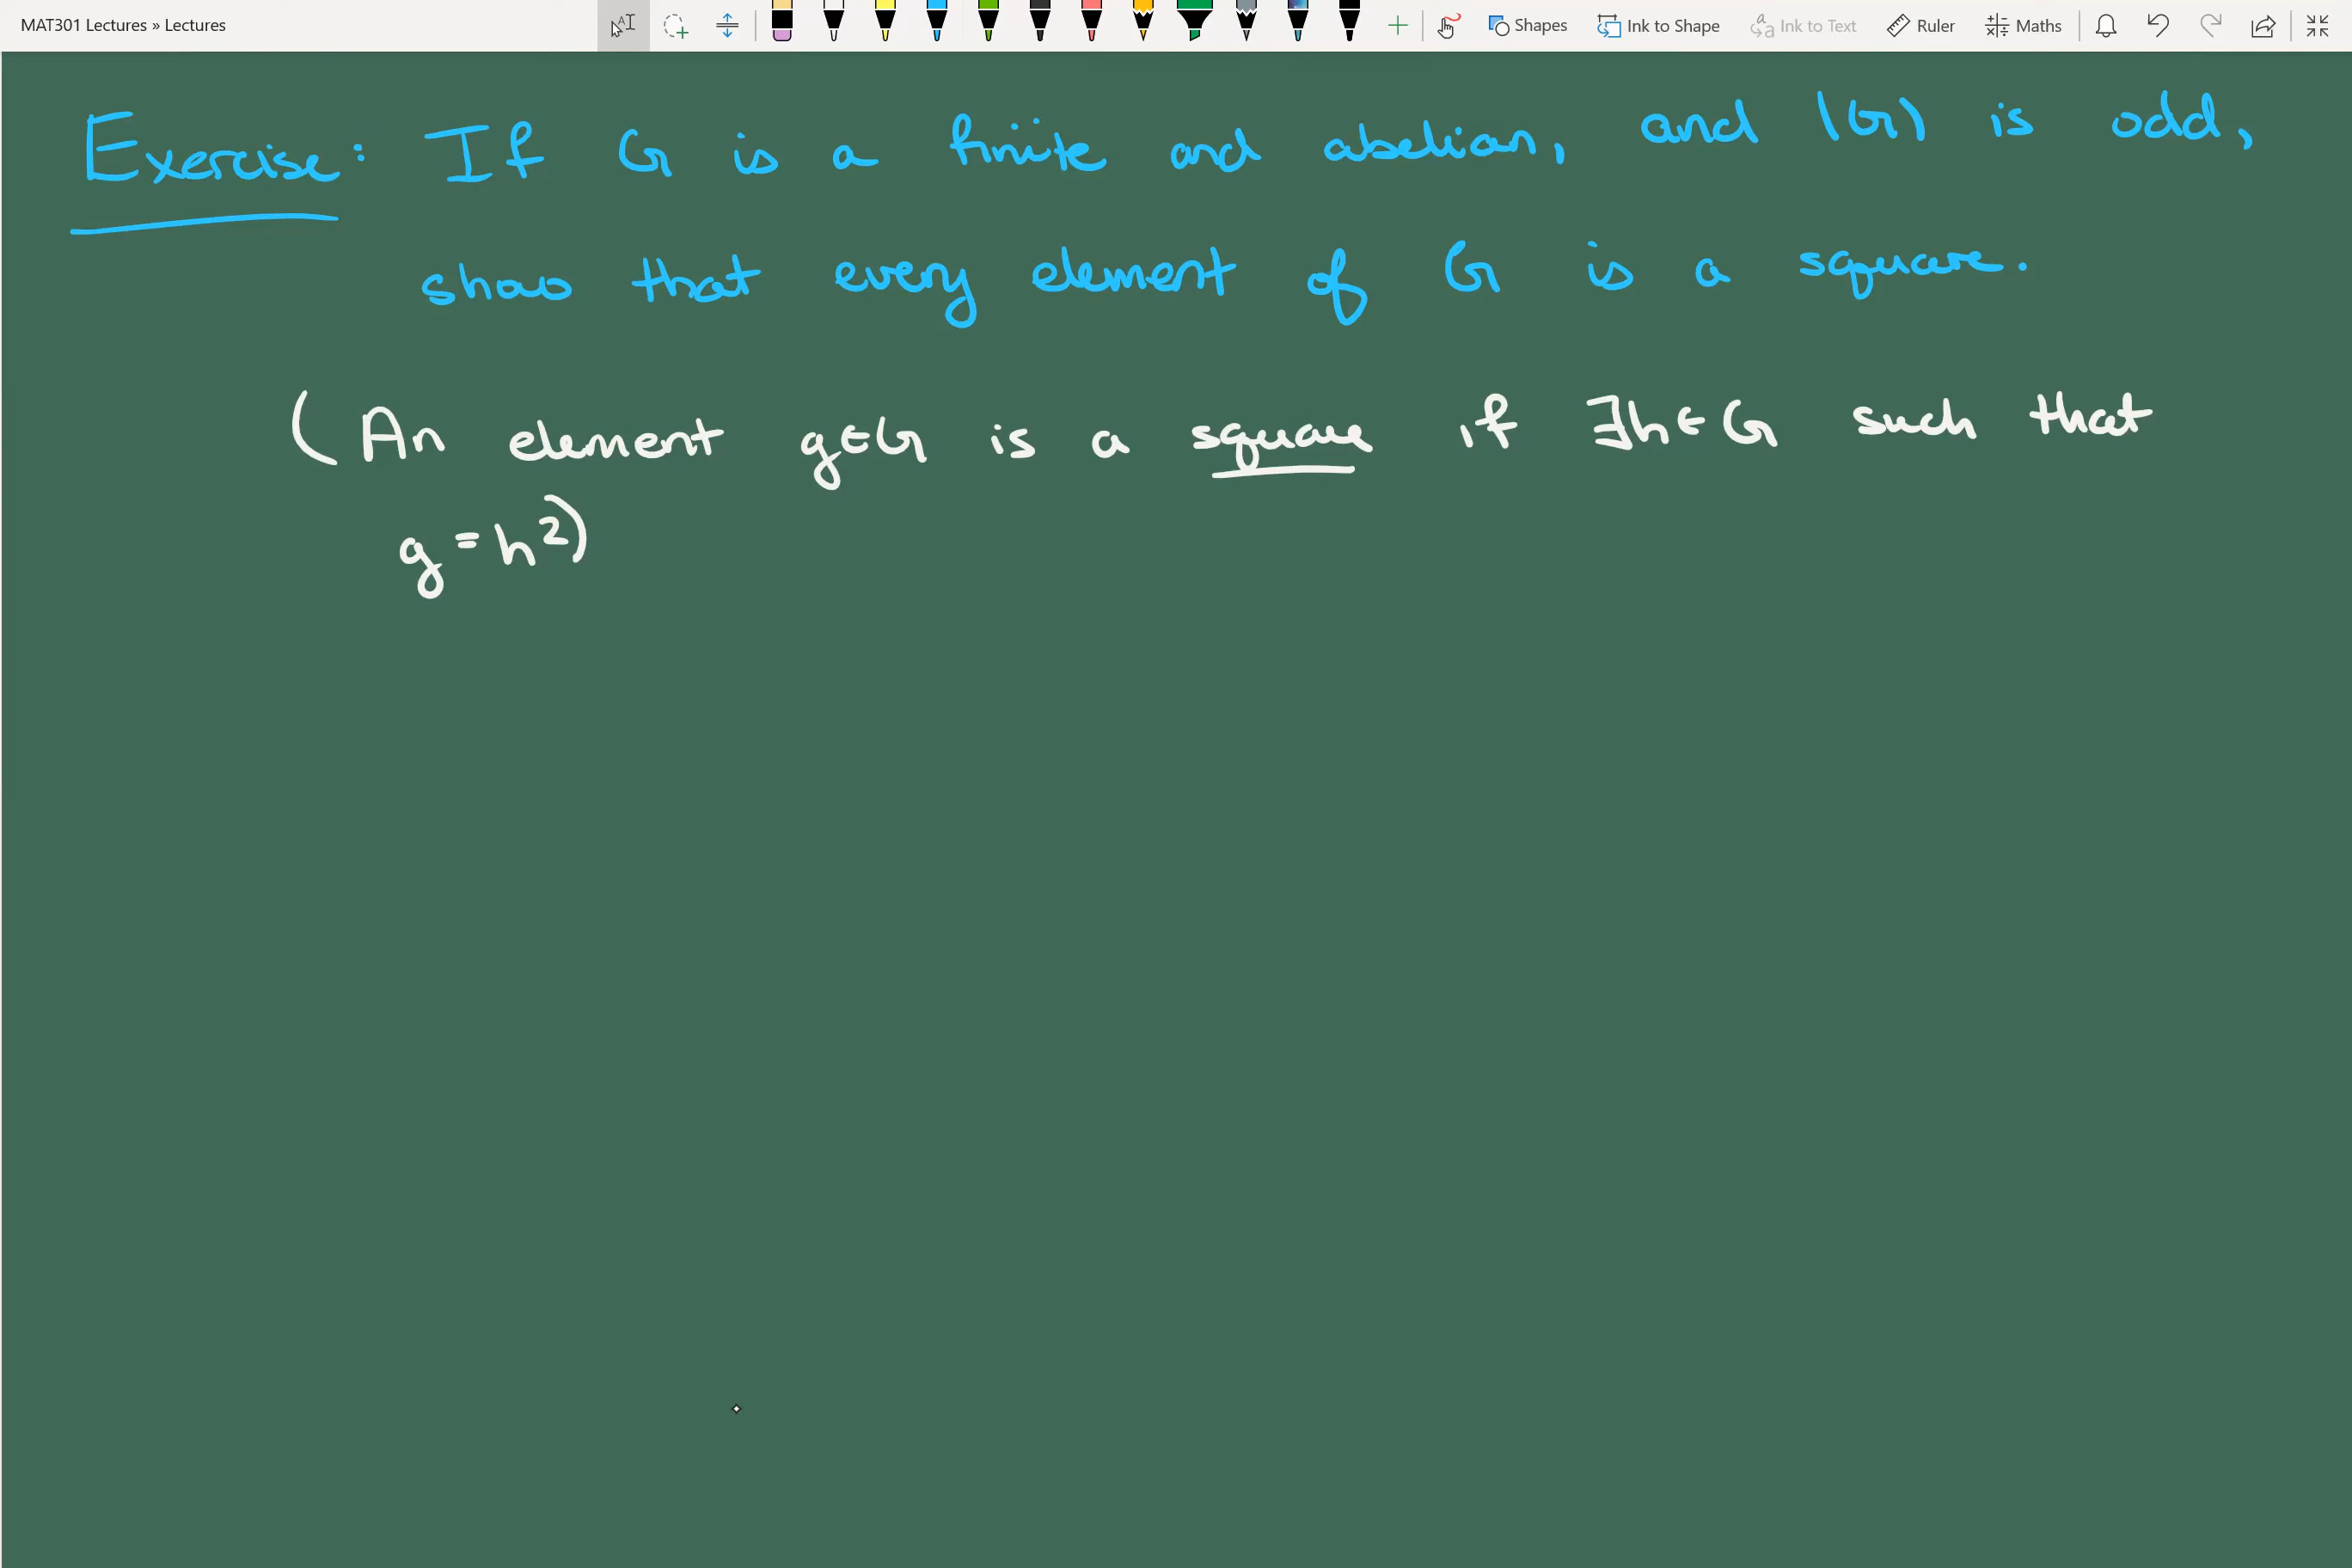 MAT301 Lectures » Lectures
Shapes Ink to Shape Ink to Text Ruler Maths
Exercise: If G is a finite and abelian, and |G| is odd,
show that every element of G is a square.
(An element g∈G is a square if ∃h∈G such that
g=h²)